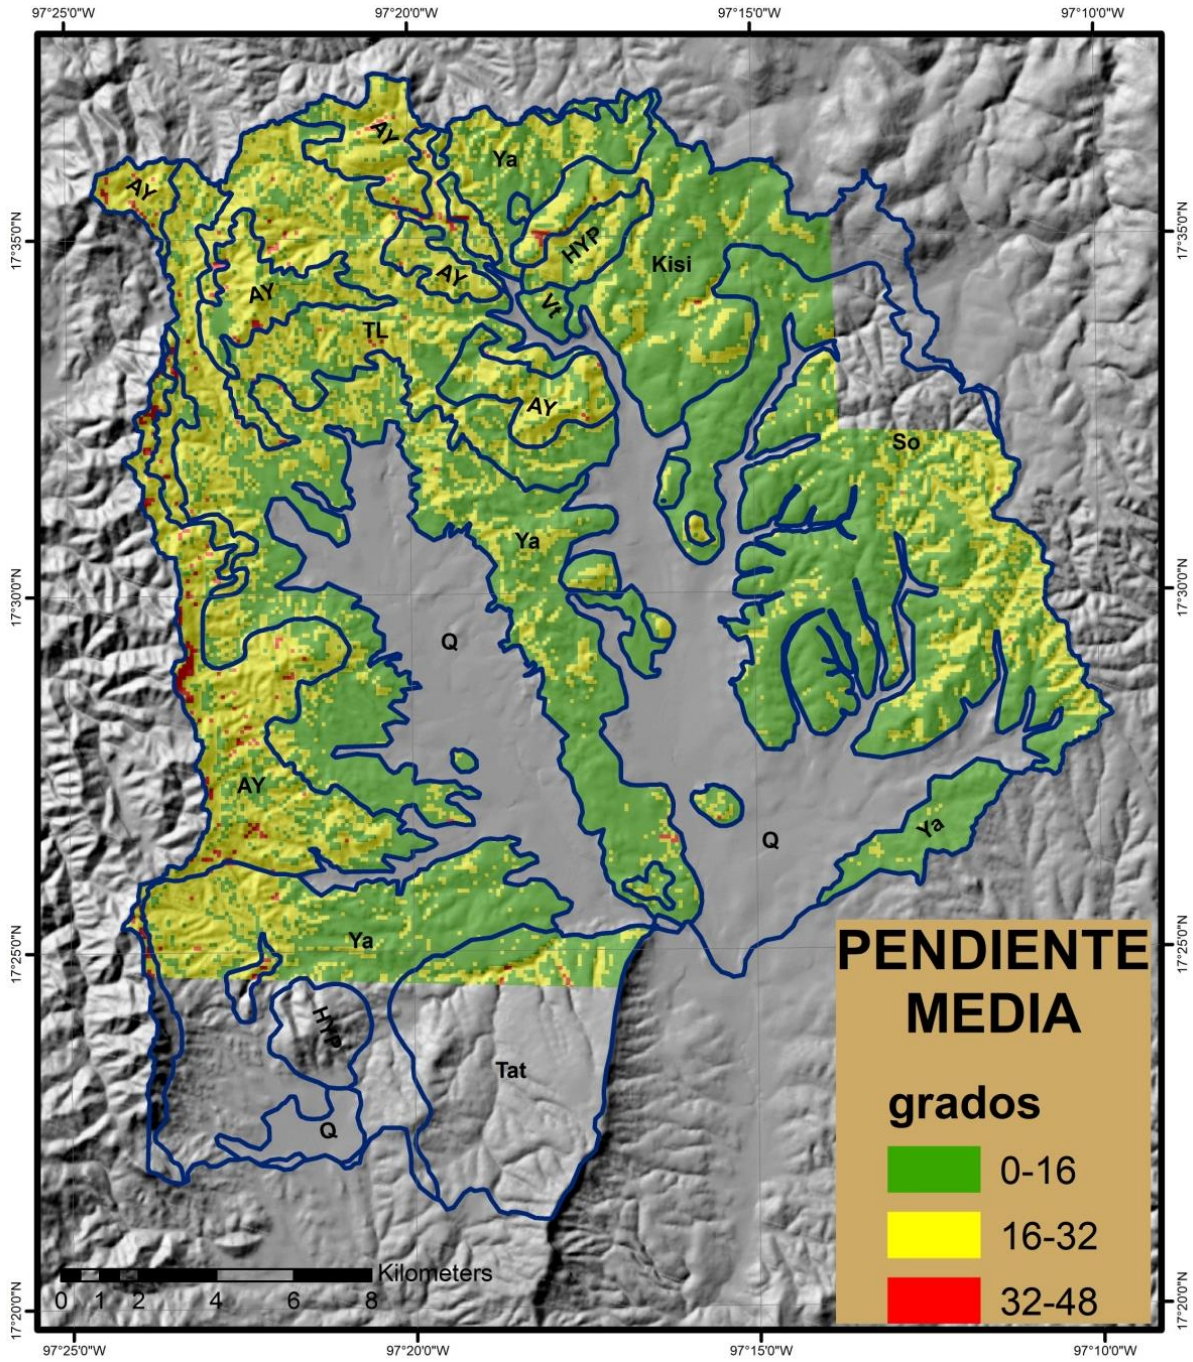 97°25'0"W 97°20'0"W 97°15'0"W 97°10'0"W
17°35'0"N
17°35'0"N
17°30'0"N
17°30'0"N
17°25'0"N
17°25'0"N
17°20'0"N
17°20'0"N
AY
Ya
AY
HYP
Kisi
AY
AY
Vt
TL
AY
So
Ya
Q
AY
Q
Ya
Ya
HYP
Tat
Q
PENDIENTE
MEDIA
grados
0-16
16-32
32-48
Kilometers
0 1 2 4 6 8
97°25'0"W 97°20'0"W 97°15'0"W 97°10'0"W